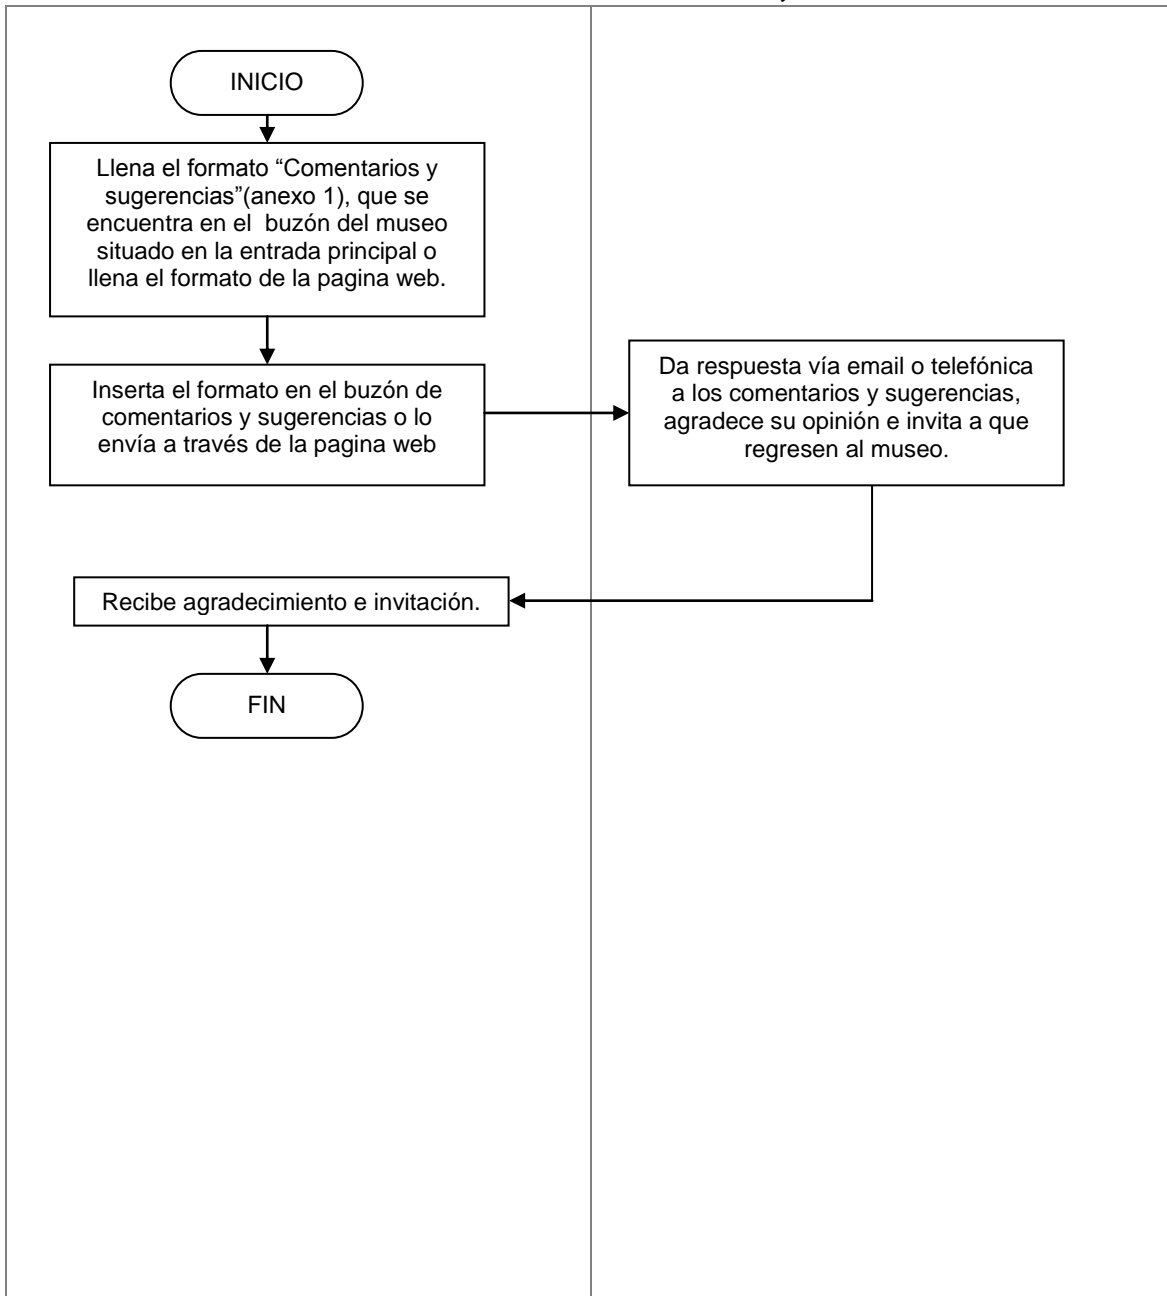 INICIO
Llena el formato “Comentarios y
sugerencias”(anexo 1), que se
encuentra en el  buzón del museo
situado en la entrada principal o
llena el formato de la pagina web.
Inserta el formato en el buzón de
comentarios y sugerencias o lo
envía a través de la pagina web
Da respuesta vía email o telefónica
a los comentarios y sugerencias,
agradece su opinión e invita a que
regresen al museo.
Recibe agradecimiento e invitación.
FIN